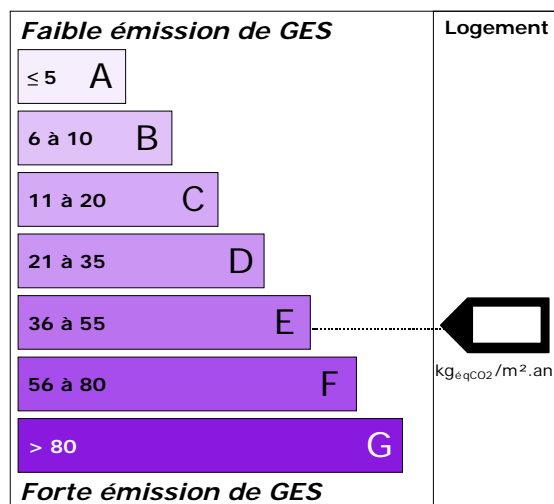 Faible émission de GES
Logement
≤ 5 A
6 à 10 B
11 à 20 C
21 à 35 D
36 à 55 E
kgéqCO2/m².an
56 à 80 F
> 80 G
Forte émission de GES